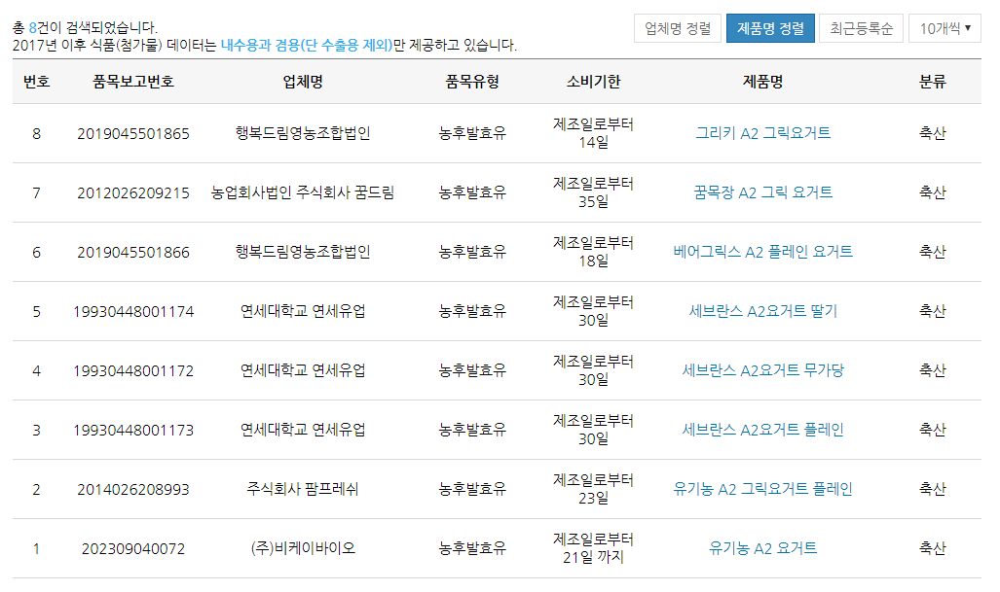 총 8건이 검색되었습니다.
2017년 이후 식품(첨가물) 데이터는 내수용과 겸용(단 수출용 제외)만 제공하고 있습니다.
업체명 정렬 제품명 정렬 최근등록순 10개씩 ▼
번호 품목보고번호 업체명 품목유형 소비기한 제품명 분류
8 2019045501865 행복드림영농조합법인 농후발효유 제조일로부터 14일 그리키 A2 그릭요거트 축산
7 2012026209215 농업회사법인 주식회사 꿈드림 농후발효유 제조일로부터 35일 꿈목장 A2 그릭 요거트 축산
6 2019045501866 행복드림영농조합법인 농후발효유 제조일로부터 18일 베어그릭스 A2 플레인 요거트 축산
5 19930448001174 연세대학교 연세유업 농후발효유 제조일로부터 30일 세브란스 A2요거트 딸기 축산
4 19930448001172 연세대학교 연세유업 농후발효유 제조일로부터 30일 세브란스 A2요거트 무가당 축산
3 19930448001173 연세대학교 연세유업 농후발효유 제조일로부터 30일 세브란스 A2요거트 플레인 축산
2 2014026208993 주식회사 팜프레쉬 농후발효유 제조일로부터 23일 유기농 A2 그릭요거트 플레인 축산
1 202309040072 (주)비케이바이오 농후발효유 제조일로부터 21일 까지 유기농 A2 요거트 축산